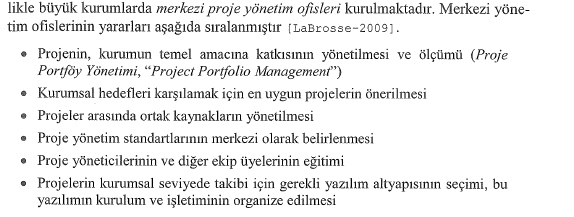 likle büyük kurumlarda merkezi proje yönetim ofisleri kurulmaktadır. Merkezi yöne-
tim ofislerinin yararları aşağıda sıralanmıştır [LaBrosse-2009].
• Projenin, kurumun temel amacına katkısının yönetilmesi ve ölçümü (Proje
Portföy Yönetimi, “Project Portfolio Management”)
• Kurumsal hedefleri karşılamak için en uygun projelerin önerilmesi
• Projeler arasında ortak kaynakların yönetilmesi
• Proje yönetim standartlarının merkezi olarak belirlenmesi
• Proje yöneticilerinin ve diğer ekip üyelerinin eğitimi
• Projelerin kurumsal seviyede takibi için gerekli yazılım altyapısının seçimi, bu
yazılımın kurulum ve işletiminin organize edilmesi